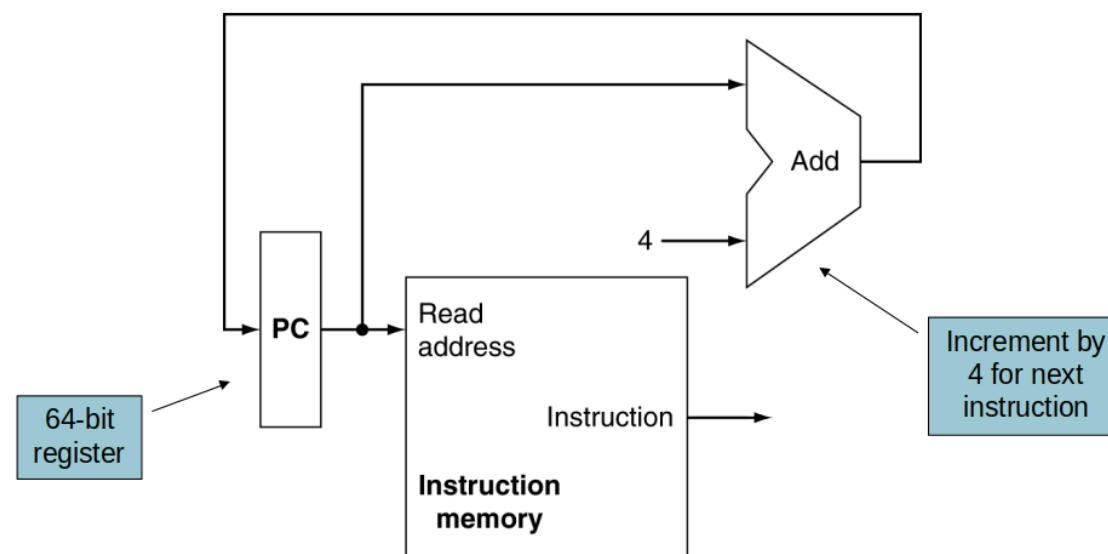 Add
4
PC
Read
address
Instruction
Instruction
memory
64-bit
register
Increment by
4 for next
instruction